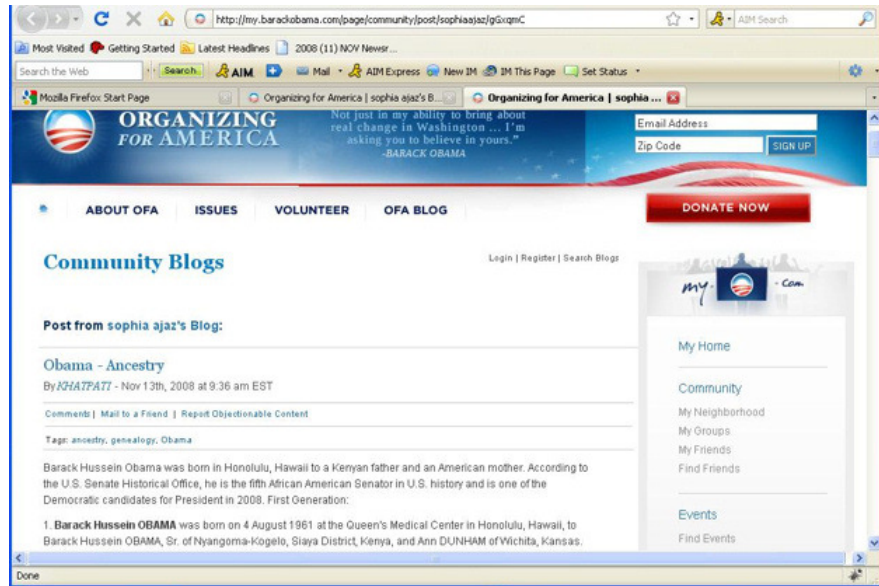 http://my.barackobama.com/page/community/post/sophiaajaz/gGxqmC
AIM Search
Most Visited Getting Started Latest Headlines 2008 (11) NOV Newsr...
Search the Web Search AIM Mail AIM Express New IM IM This Page Set Status
Mozilla Firefox Start Page Organizing for America | sophia ajaz's B... Organizing for America | sophia ...
ORGANIZING
FOR AMERICA
Not just in my ability to bring about
real change in Washington ... I'm
asking you to believe in yours."
-BARACK OBAMA
Email Address
Zip Code SIGN UP
ABOUT OFA ISSUES VOLUNTEER OFA BLOG
DONATE NOW
Community Blogs
Login | Register | Search Blogs
my. .com
Post from sophia ajaz's Blog:
Obama - Ancestry
By KHATPATI - Nov 13th, 2008 at 9:36 am EST
Comments | Mail to a Friend | Report Objectionable Content
Tags: ancestry, genealogy, Obama
Barack Hussein Obama was born in Honolulu, Hawaii to a Kenyan father and an American mother. According to
the U.S. Senate Historical Office, he is the fifth African American Senator in U.S. history and is one of the
Democratic candidates for President in 2008. First Generation:
1. Barack Hussein OBAMA was born on 4 August 1961 at the Queen's Medical Center in Honolulu, Hawaii, to
Barack Hussein OBAMA, Sr. of Nyangoma-Kogelo, Siaya District, Kenya, and Ann DUNHAM of Wichita, Kansas.
My Home
Community
My Neighborhood
My Groups
My Friends
Find Friends
Events
Find Events
Done